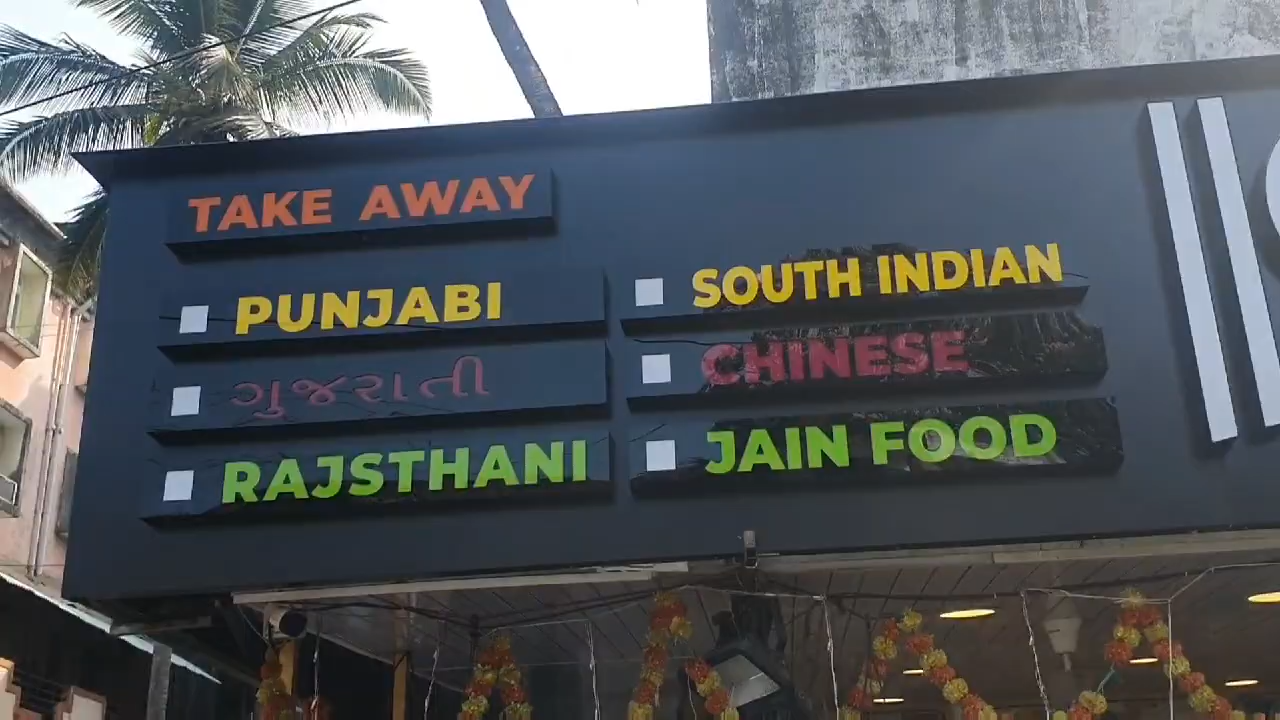 TAKE AWAY
PUNJABI
ગુજરાતી
RAJSTHANI
SOUTH INDIAN
CHINESE
JAIN FOOD